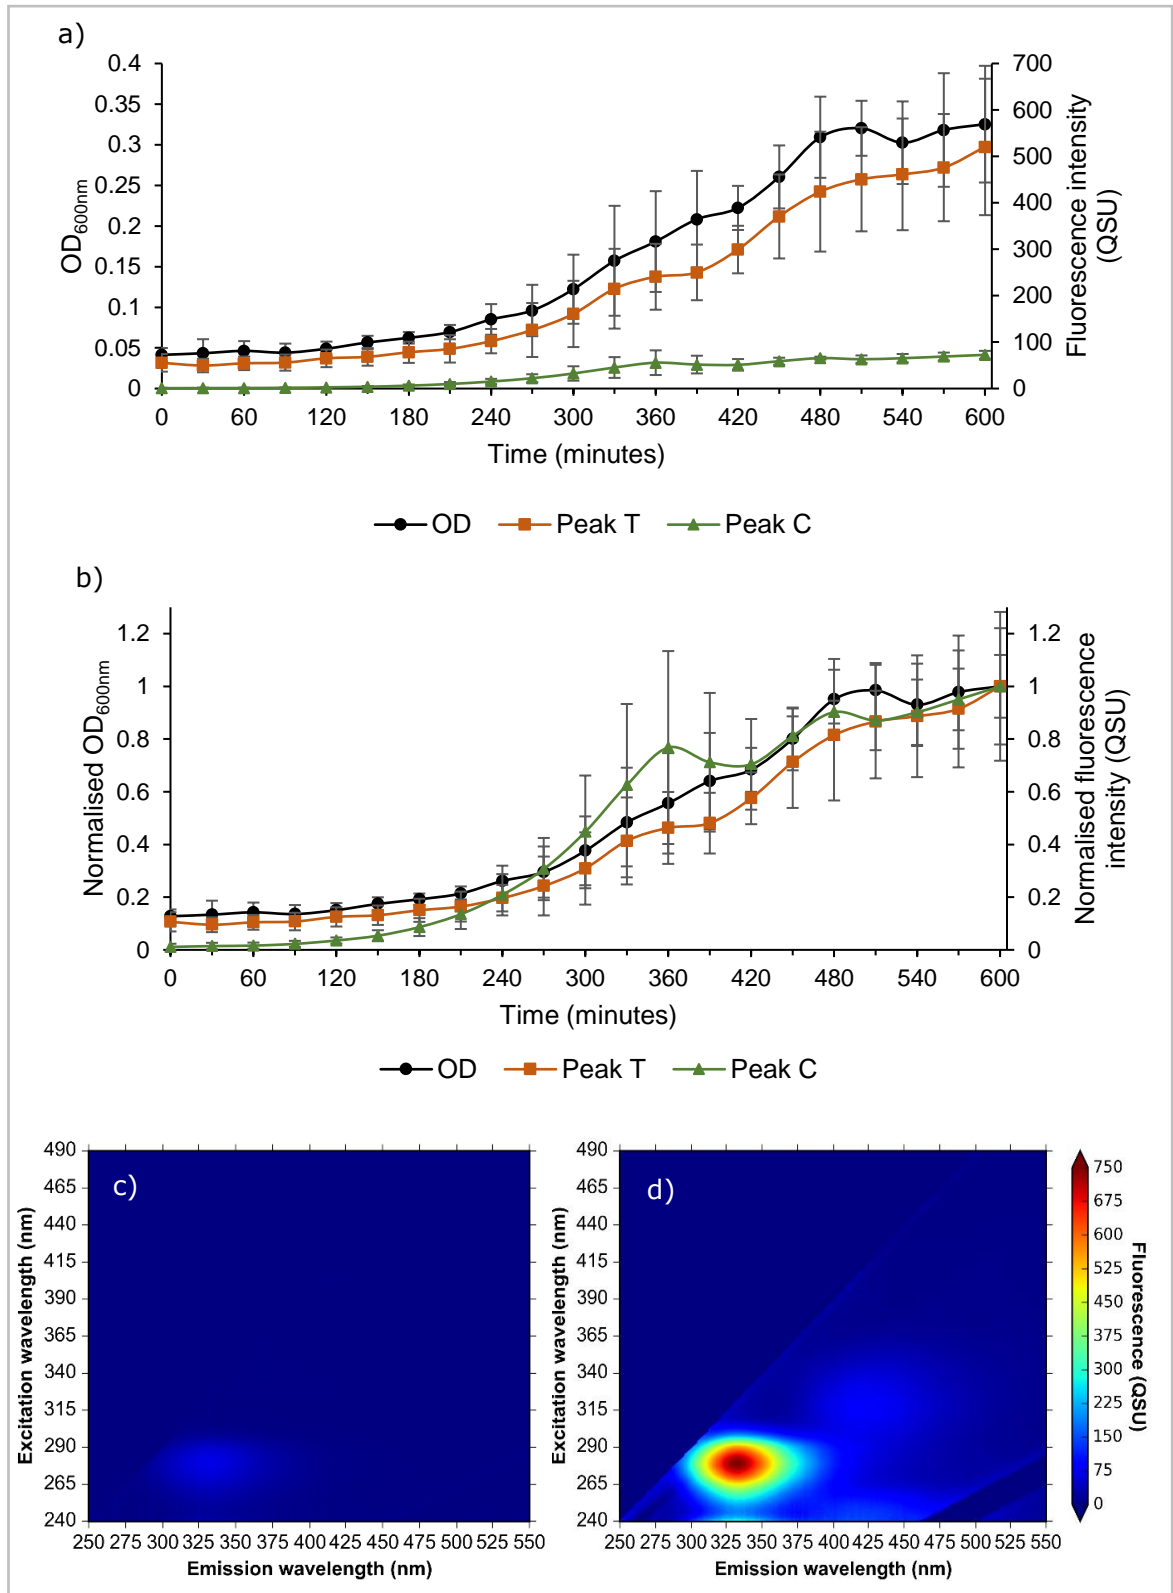 a)
0.4
0.35
0.3
0.25
0.2
0.15
0.1
0.05
0
OD600nm
700
600
500
400
300
200
100
0
Fluorescence intensity
(QSU)
0 60 120 180 240 300 360 420 480 540 600
Time (minutes)
OD Peak T Peak C
b)
1.2
1
0.8
0.6
0.4
0.2
0
Normalised OD600nm
1.2
1
0.8
0.6
0.4
0.2
0
Normalised fluorescence
intensity (QSU)
0 60 120 180 240 300 360 420 480 540 600
Time (minutes)
OD Peak T Peak C
c)
490
465
440
415
390
365
340
315
290
265
240
Excitation wavelength (nm)
250 275 300 325 350 375 400 425 450 475 500 525 550
Emission wavelength (nm)
d)
490
465
440
415
390
365
340
315
290
265
240
Excitation wavelength (nm)
250 275 300 325 350 375 400 425 450 475 500 525 550
Emission wavelength (nm)
750
675
600
525
450
375
300
225
150
75
0
Fluorescence (QSU)